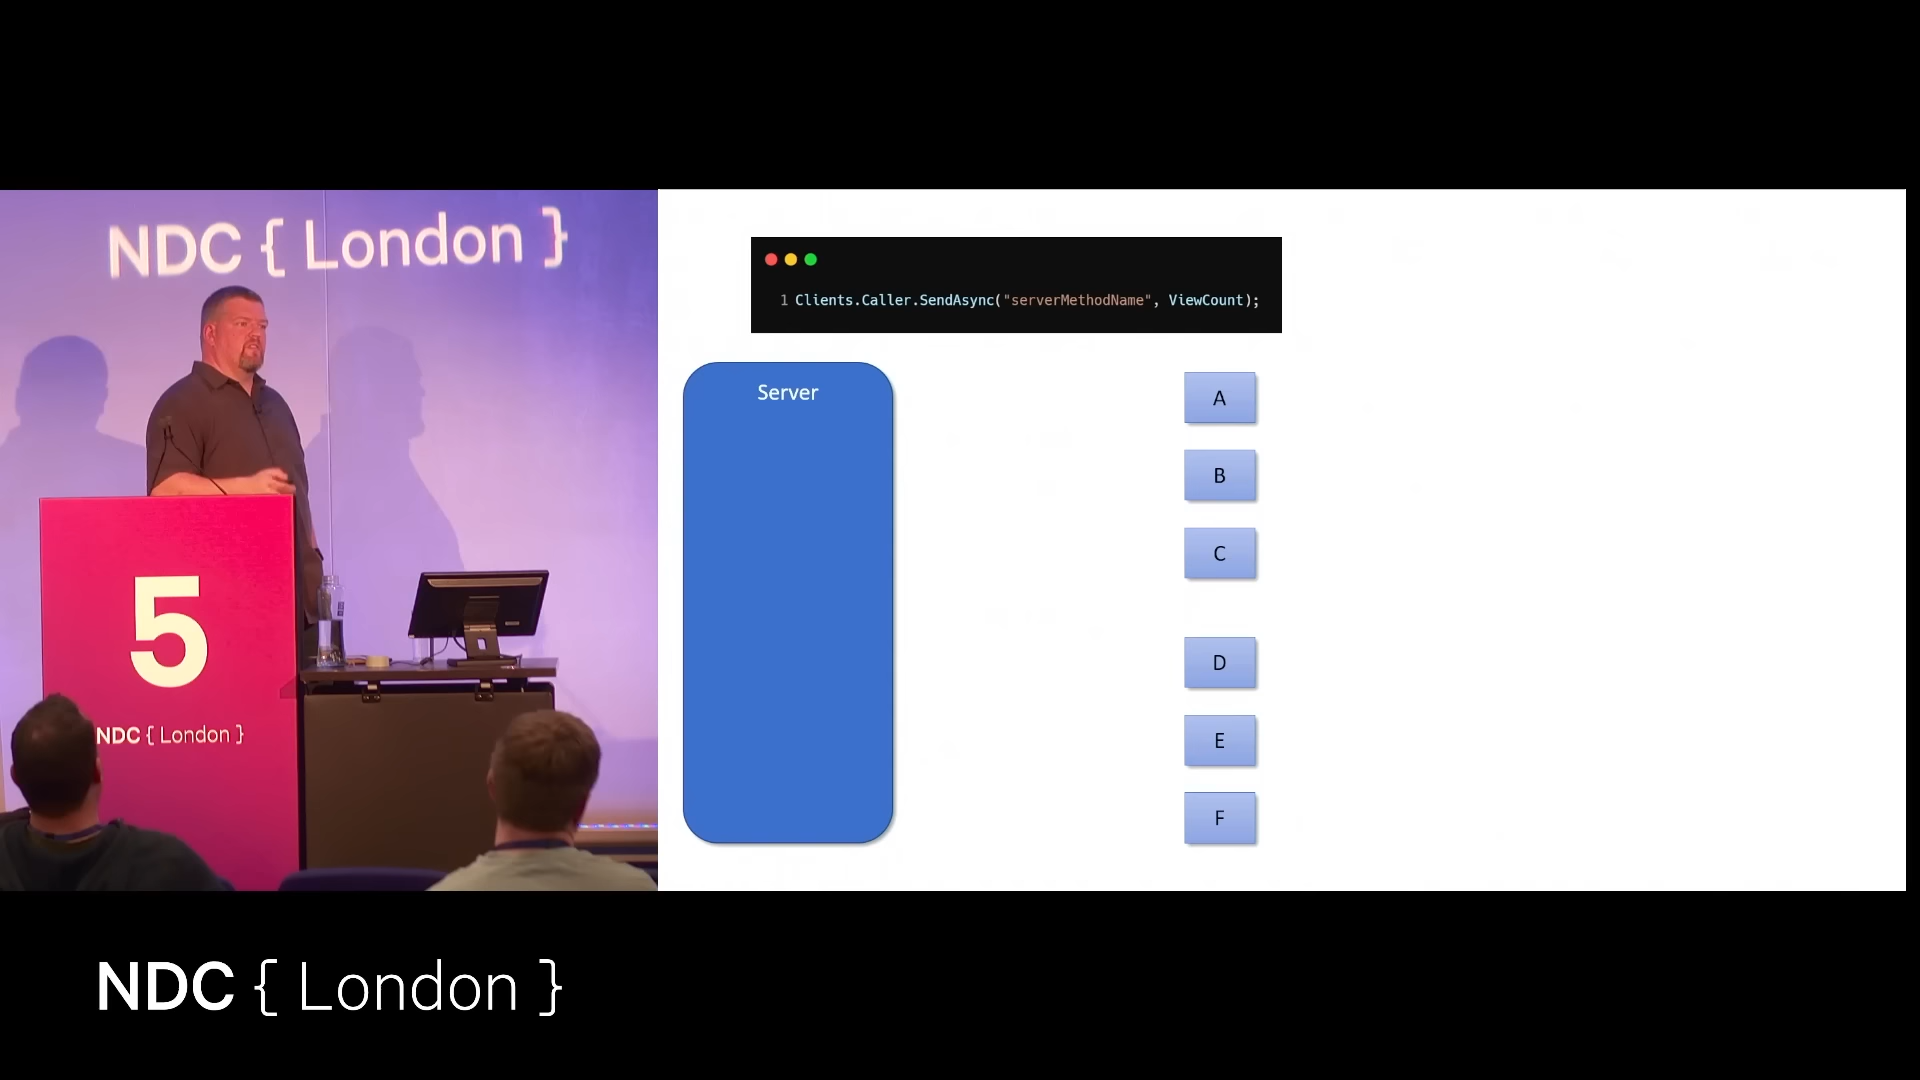 NDC { London }
5
NDC { London }
1 Clients.Caller.SendAsync("serverMethodName", ViewCount);
Server
A
B
C
D
E
F
NDC { London }